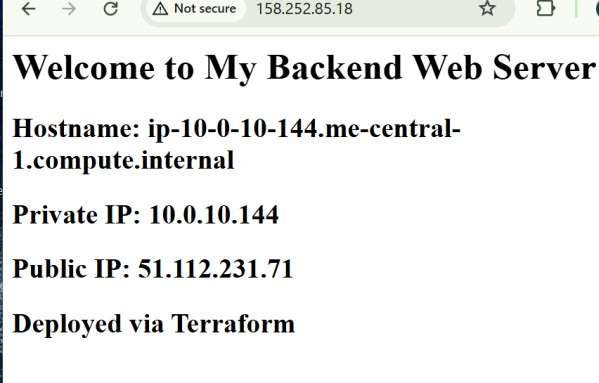 Not secure 158.252.85.18
Welcome to My Backend Web Server
Hostname: ip-10-0-10-144.me-central-
1.compute.internal
Private IP: 10.0.10.144
Public IP: 51.112.231.71
Deployed via Terraform